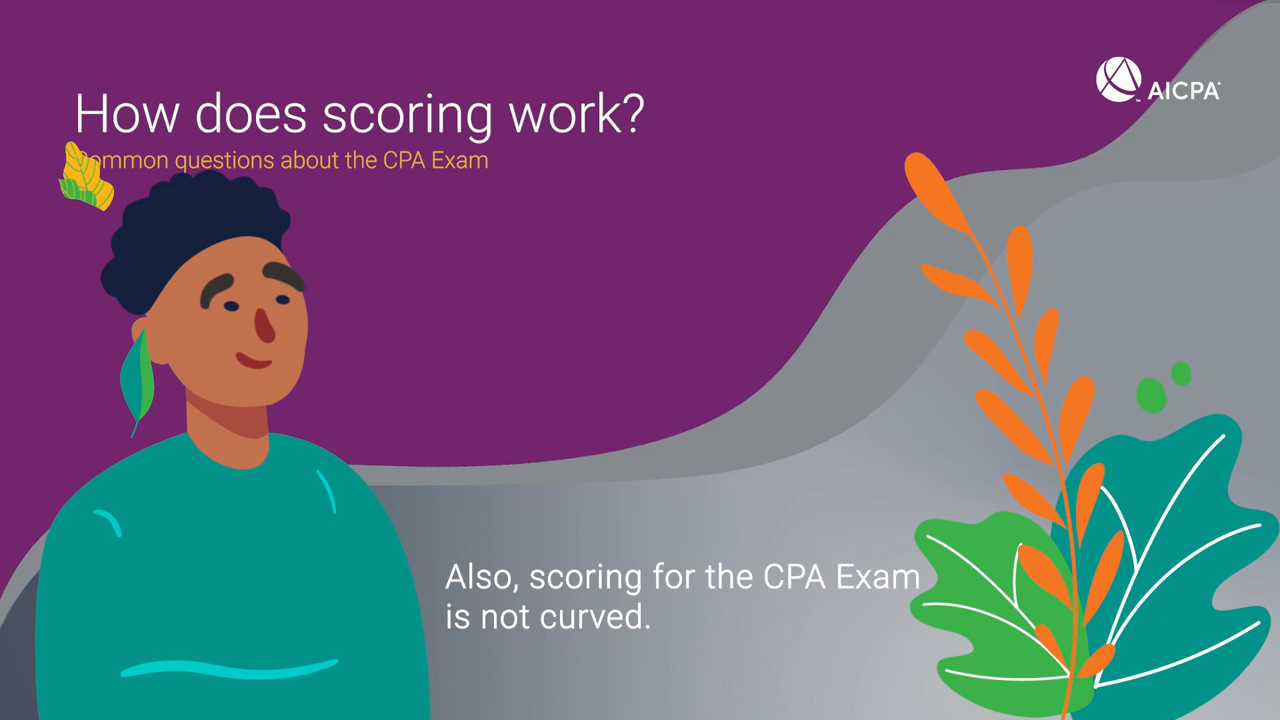 How does scoring work?
Common questions about the CPA Exam
AICPA
Also, scoring for the CPA Exam
is not curved.